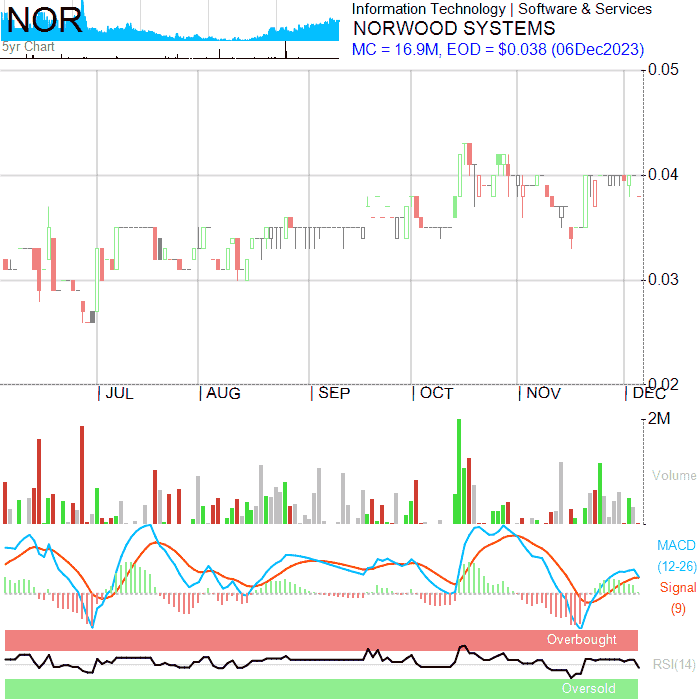 NOR
5yr Chart
Information Technology | Software & Services
NORWOOD SYSTEMS
MC = 16.9M, EOD = $0.038 (06Dec2023)
0.05
0.04
0.03
0.02
JUL AUG SEP OCT NOV DEC
2M
Volume
MACD
(12-26)
Signal
(9)
Overbought
RSI(14)
Oversold